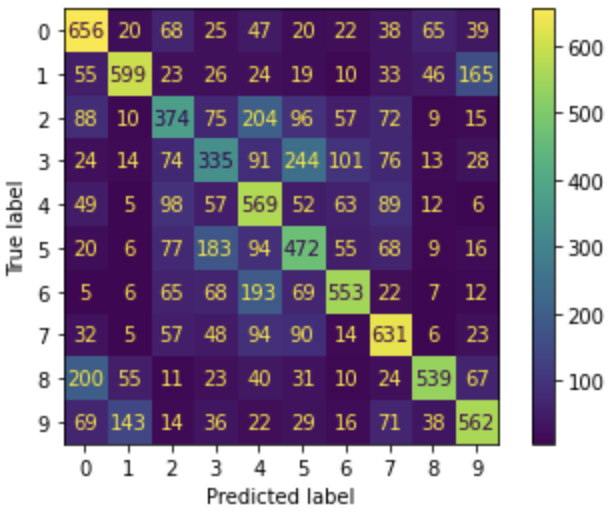 0 656 20 68 25 47 20 22 38 65 39
1 55 599 23 26 24 19 10 33 46 165
2 88 10 374 75 204 96 57 72 9 15
3 24 14 74 335 91 244 101 76 13 28
4 49 5 98 57 569 52 63 89 12 6
5 20 6 77 183 94 472 55 68 9 16
6 5 6 65 68 193 69 553 22 7 12
7 32 5 57 48 94 90 14 631 6 23
8 200 55 11 23 40 31 10 24 539 67
9 69 143 14 36 22 29 16 71 38 562
0 1 2 3 4 5 6 7 8 9
Predicted label
True label
600
500
400
300
200
100